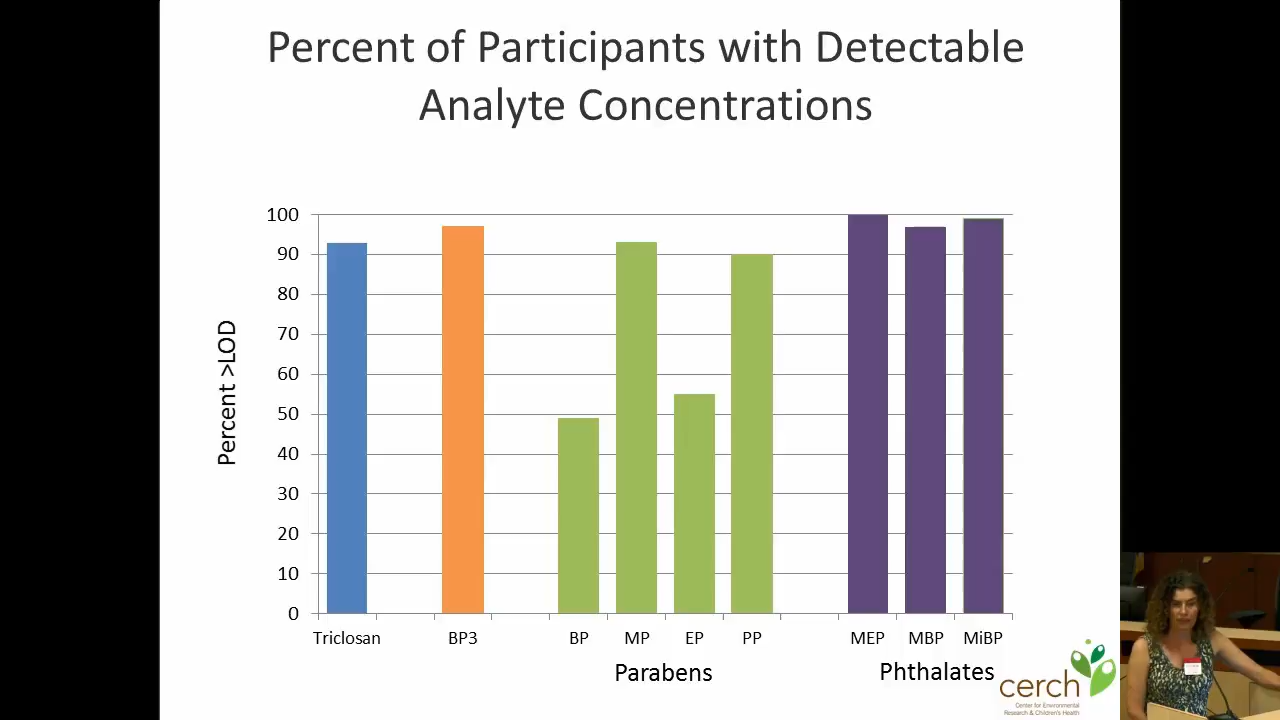 Percent of Participants with Detectable
Analyte Concentrations
Percent >LOD
100
90
80
70
60
50
40
30
20
10
0
Triclosan BP3 BP MP EP PP MEP MBP MiBP
Parabens Phthalates
cerch
Center for Environmental
Research & Children's Health